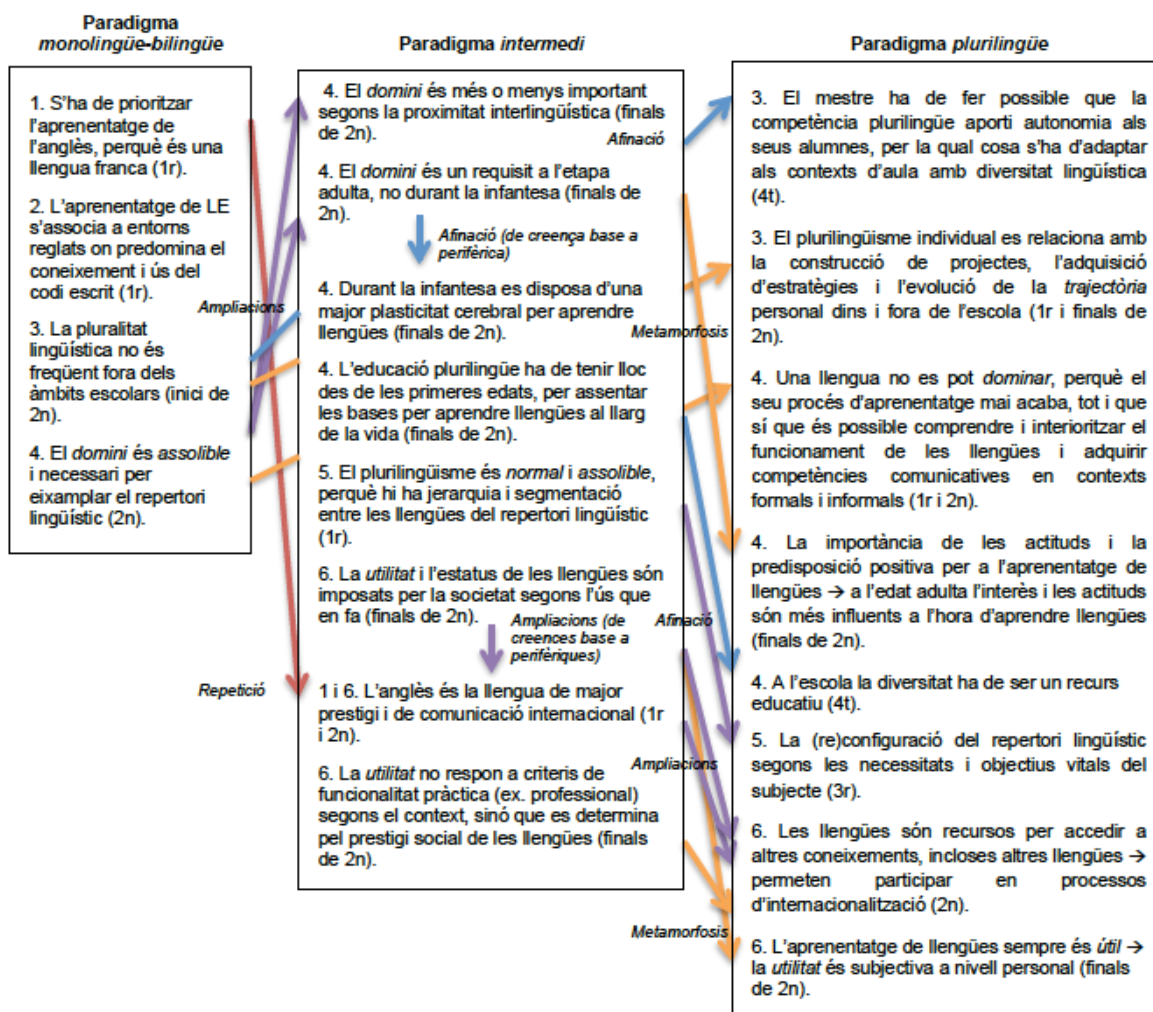 Paradigma
monolingüe-bilingüe
1. S'ha de prioritzar
l'aprenentatge de
l'anglès, perquè és una
llengua franca (1r).
2. L'aprenentatge de LE
s'associa a entorns
reglats on predomina el
coneixement i ús del
codi escrit (1r).
3. La pluralitat
lingüística no és
freqüent fora dels
àmbits escolars (inici de
2n).
4. El domini és assolible
i necessari per
eixamplar el repertori
lingüístic (2n).
Ampliacions
Repetició
Paradigma intermedi
4. El domini és més o menys important
segons la proximitat interlingüística (finals
de 2n).
4. El domini és un requisit a l'etapa
adulta, no durant la infantesa (finals de
2n).
Afinació (de creença base a
perifèrica)
4. Durant la infantesa es disposa d'una
major plasticitat cerebral per aprendre
llengües (finals de 2n).
4. L'educació plurilingüe ha de tenir lloc
des de les primeres edats, per assentar
les bases per aprendre llengües al llarg
de la vida (finals de 2n).
5. El plurilingüisme és normal i assolible,
perquè hi ha jerarquia i segmentació
entre les llengües del repertori lingüístic
(1r).
6. La utilitat i l'estatus de les llengües són
imposats per la societat segons l'ús que
en fa (finals de 2n).
Ampliacions (de
creences base a
perifèriques)
1 i 6. L'anglès és la llengua de major
prestigi i de comunicació internacional (1r
i 2n).
6. La utilitat no respon a criteris de
funcionalitat pràctica (ex. professional)
segons el context, sinó que es determina
pel prestigi social de les llengües (finals
de 2n).
Afinació
Metamorfosis
Afinació
Ampliacions
Metamorfosis
Paradigma plurilingüe
3. El mestre ha de fer possible que la
competència plurilingüe aporti autonomia als
seus alumnes, per la qual cosa s'ha d'adaptar
als contexts d'aula amb diversitat lingüística
(4t).
3. El plurilingüisme individual es relaciona amb
la construcció de projectes, l'adquisició
d'estratègies i l'evolució de la trajectòria
personal dins i fora de l'escola (1r i finals de
2n).
4. Una llengua no es pot dominar, perquè el
seu procés d'aprenentatge mai acaba, tot i que
sí que és possible comprendre i interioritzar el
funcionament de les llengües i adquirir
competències comunicatives en contexts
formals i informals (1r i 2n).
4. La importància de les actituds i la
predisposició positiva per a l'aprenentatge de
llengües → a l'edat adulta l'interès i les actituds
són més influents a l'hora d'aprendre llengües
(finals de 2n).
4. A l'escola la diversitat ha de ser un recurs
educatiu (4t).
5. La (re)configuració del repertori lingüístic
segons les necessitats i objectius vitals del
subjecte (3r).
6. Les llengües són recursos per accedir a
altres coneixements, incloses altres llengües →
permeten participar en processos
d'internacionalització (2n).
6. L'aprenentatge de llengües sempre és útil →
la utilitat és subjectiva a nivell personal (finals
de 2n).